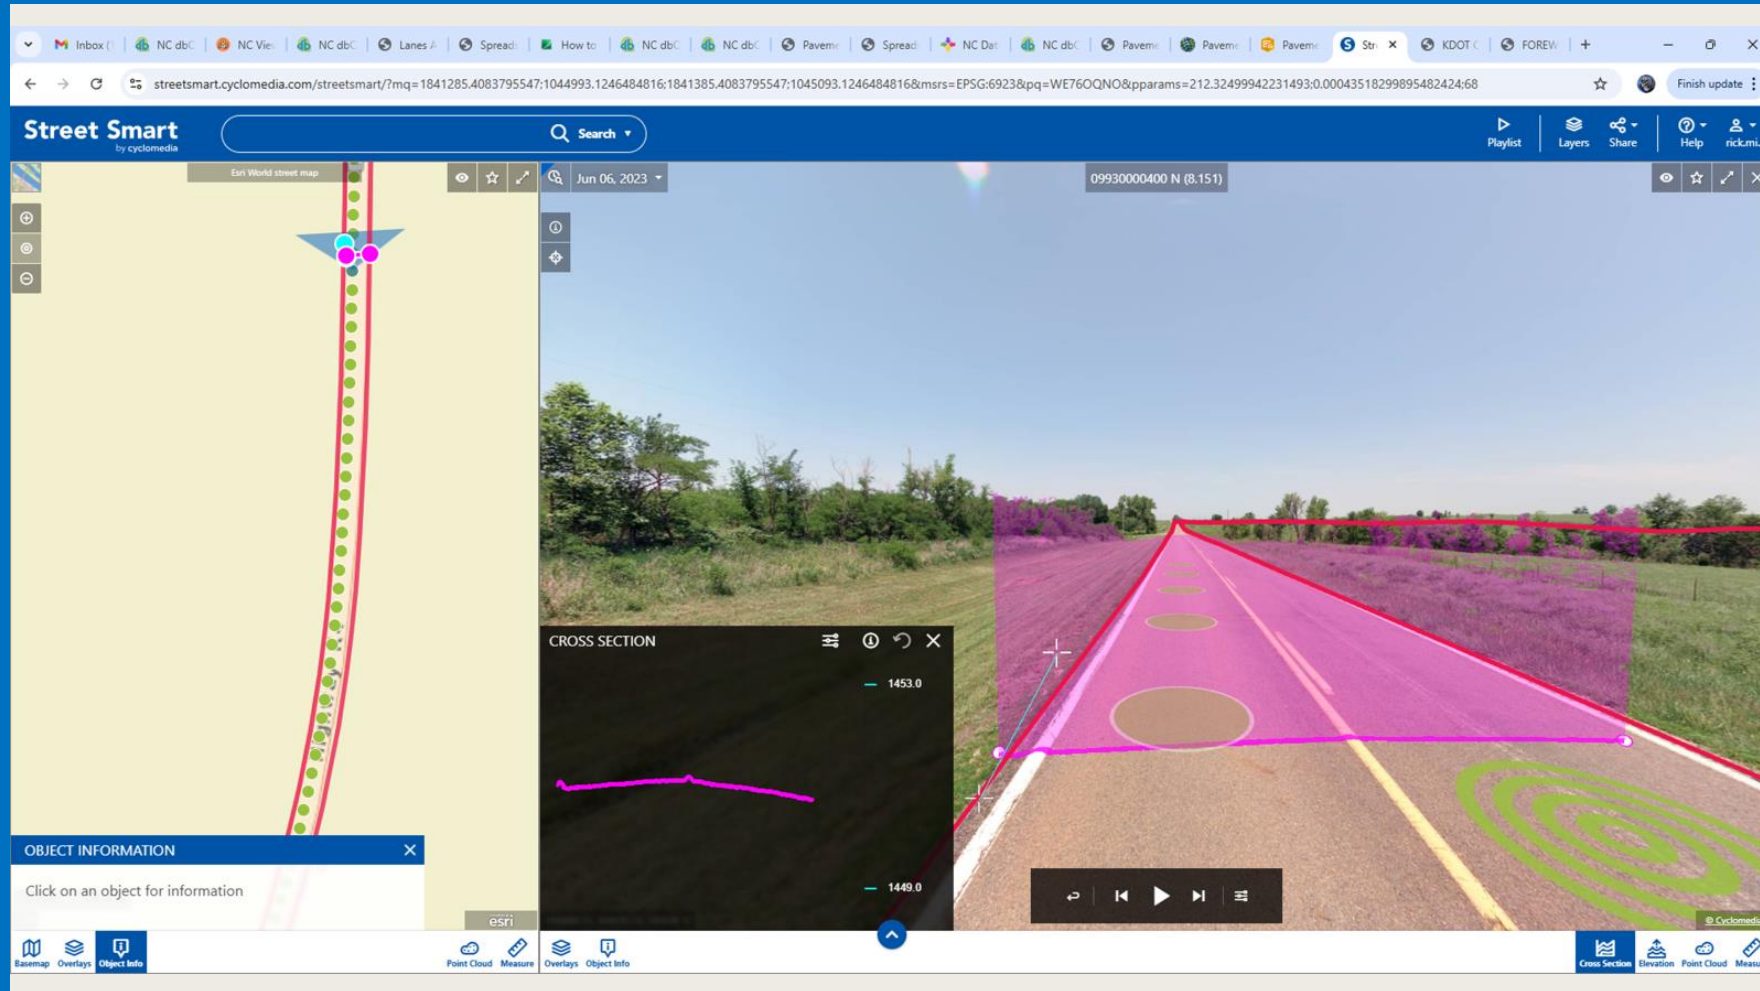 Inbox (
NC dbC
NC Vie
NC dbC
Lanes A
Spread
How to
NC dbC
NC dbC
Paveme
Spread
NC Dat
NC dbC
Paveme
Paveme
Paveme
Str
KDOT C
FOREW
streetsmart.cyclomedia.com/streetsmart/?mq=1841285.4083795547;1044993.1246484816;1841385.4083795547;1045093.1246484816&msrs=EPSG:6923&pq=WE76OQNO&pparams=212.32499942231493;0.00043518299895482424;68
Finish update
Street Smart
by cyclomedia
Search
Playlist
Layers
Share
Help
rick.mi.
Esri World street map
Jun 06, 2023
09930000400 N (8.151)
CROSS SECTION
1453.0
1449.0
OBJECT INFORMATION
Click on an object for information
esri
© Cyclomedia
Basemap
Overlays
Object Info
Point Cloud
Measure
Overlays
Object Info
Cross Section
Elevation
Point Cloud
Measu